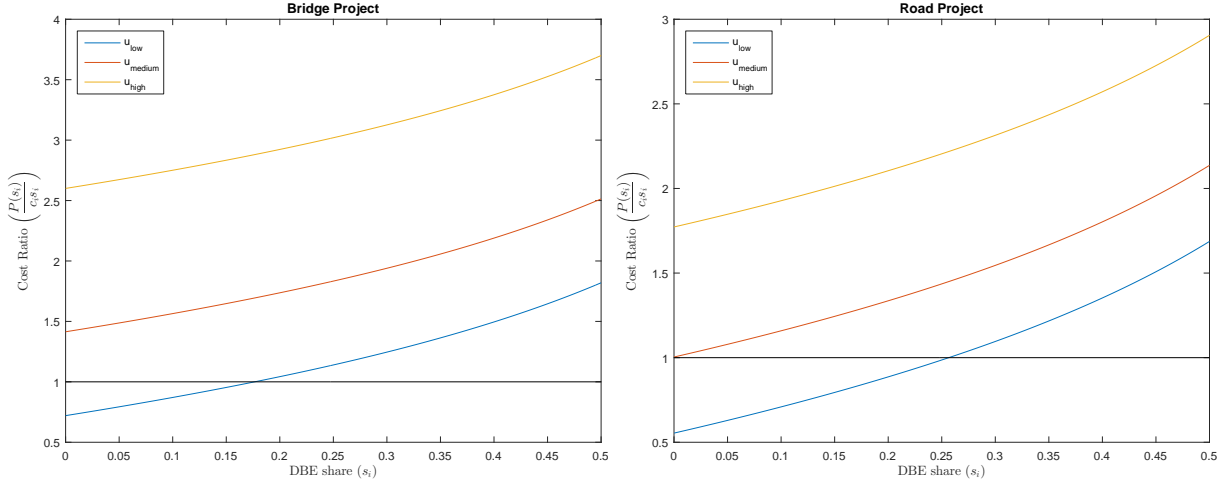 Bridge Project
4
3.5
3
2.5
2
1.5
1
0.5
Cost Ratio (P(s_i)/c_i s_i)
u_low
u_medium
u_high
0 0.05 0.1 0.15 0.2 0.25 0.3 0.35 0.4 0.45 0.5
DBE share (s_i)
Road Project
3
2.5
2
1.5
1
0.5
Cost Ratio (P(s_i)/c_i s_i)
u_low
u_medium
u_high
0 0.05 0.1 0.15 0.2 0.25 0.3 0.35 0.4 0.45 0.5
DBE share (s_i)